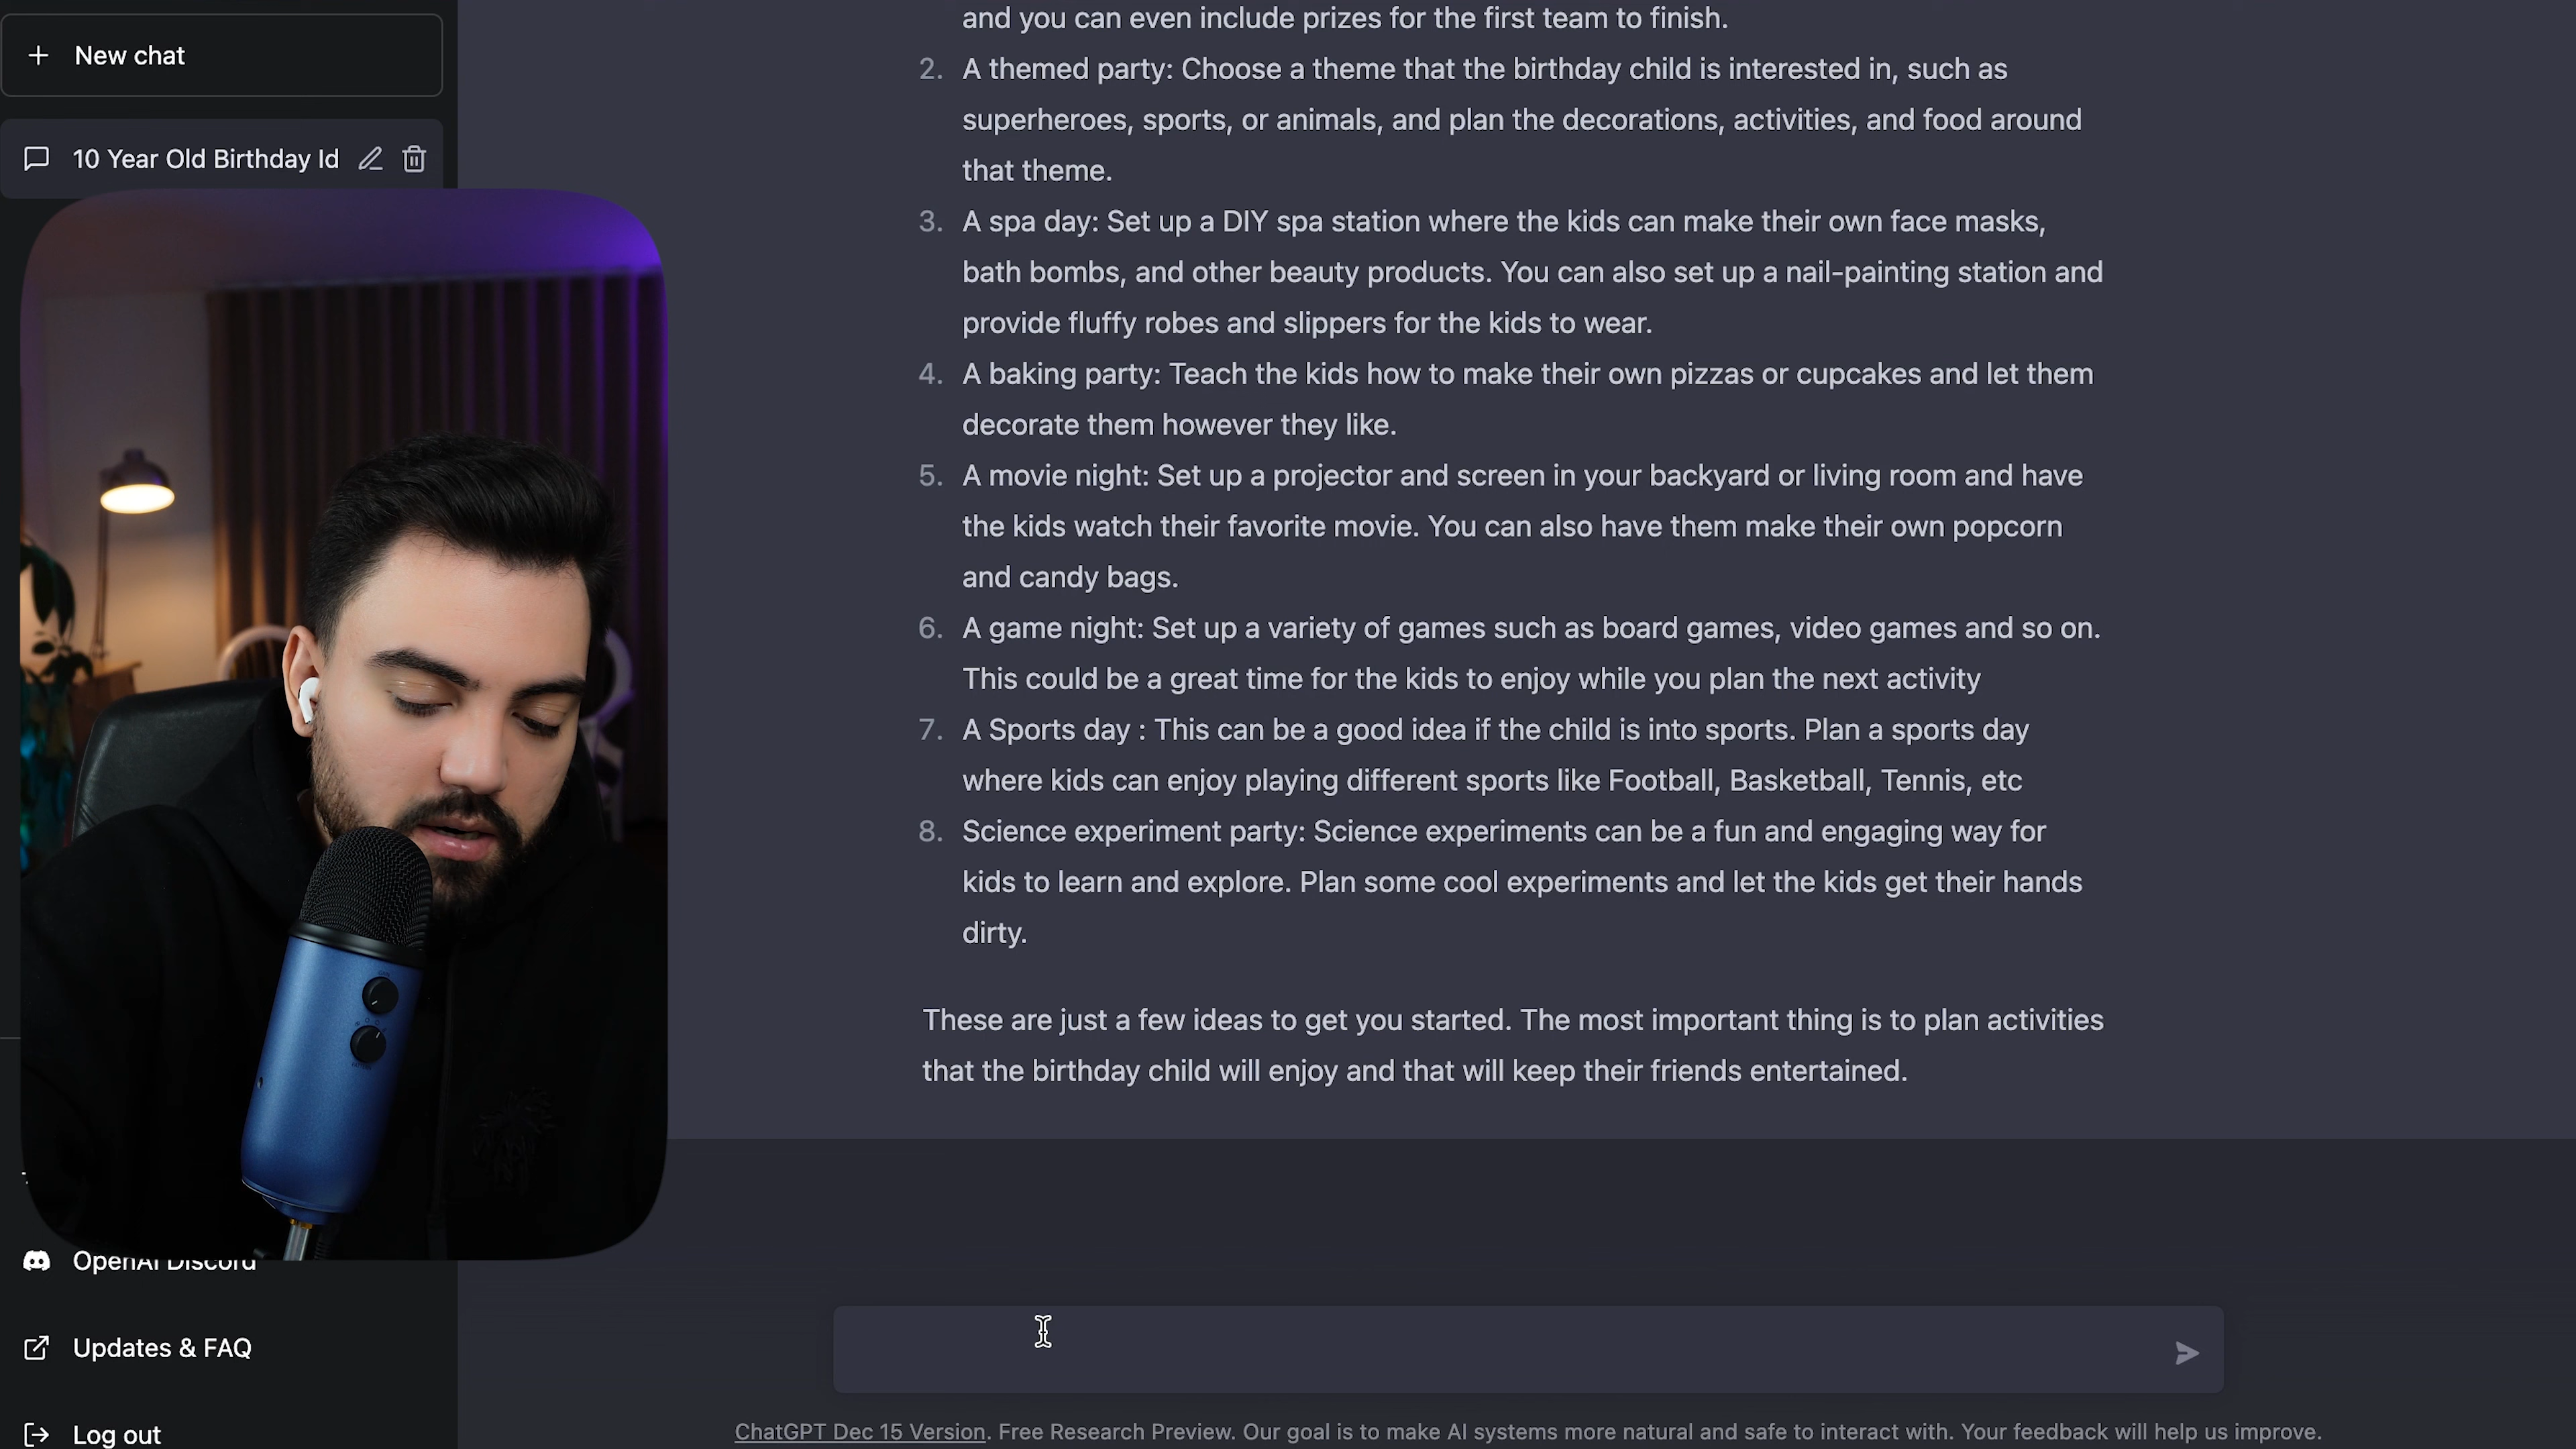 New chat
10 Year Old Birthday Id
and you can even include prizes for the first team to finish.
2. A themed party: Choose a theme that the birthday child is interested in, such as
superheroes, sports, or animals, and plan the decorations, activities, and food around
that theme.
3. A spa day: Set up a DIY spa station where the kids can make their own face masks,
bath bombs, and other beauty products. You can also set up a nail-painting station and
provide fluffy robes and slippers for the kids to wear.
4. A baking party: Teach the kids how to make their own pizzas or cupcakes and let them
decorate them however they like.
5. A movie night: Set up a projector and screen in your backyard or living room and have
the kids watch their favorite movie. You can also have them make their own popcorn
and candy bags.
6. A game night: Set up a variety of games such as board games, video games and so on.
This could be a great time for the kids to enjoy while you plan the next activity
7. A Sports day : This can be a good idea if the child is into sports. Plan a sports day
where kids can enjoy playing different sports like Football, Basketball, Tennis, etc
8. Science experiment party: Science experiments can be a fun and engaging way for
kids to learn and explore. Plan some cool experiments and let the kids get their hands
dirty.
These are just a few ideas to get you started. The most important thing is to plan activities
that the birthday child will enjoy and that will keep their friends entertained.
OpenAI Discord
Updates & FAQ
Log out
ChatGPT Dec 15 Version. Free Research Preview. Our goal is to make AI systems more natural and safe to interact with. Your feedback will help us improve.